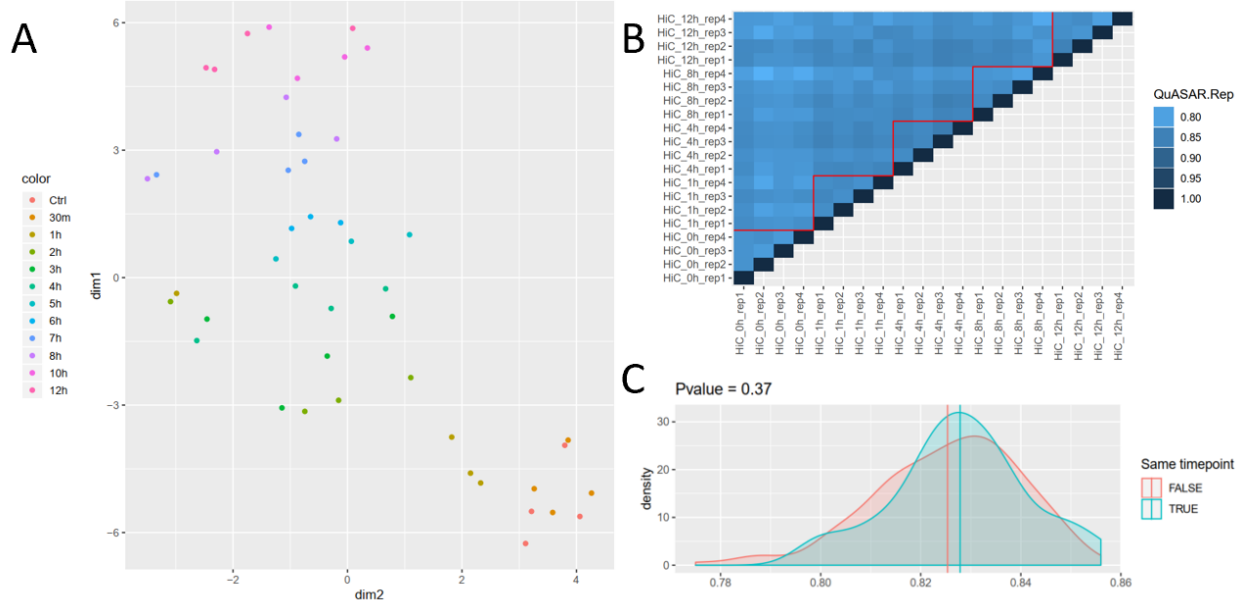 A
6
3
0
−3
−6
dim1
−2
0
2
4
dim2
color
Ctrl
30m
1h
2h
3h
4h
5h
6h
7h
8h
10h
12h
B
HiC_12h_rep4
HiC_12h_rep3
HiC_12h_rep2
HiC_12h_rep1
HiC_8h_rep4
HiC_8h_rep3
HiC_8h_rep2
HiC_8h_rep1
HiC_4h_rep4
HiC_4h_rep3
HiC_4h_rep2
HiC_4h_rep1
HiC_1h_rep4
HiC_1h_rep3
HiC_1h_rep2
HiC_1h_rep1
HiC_0h_rep4
HiC_0h_rep3
HiC_0h_rep2
HiC_0h_rep1
HiC_0h_rep1
HiC_0h_rep2
HiC_0h_rep3
HiC_0h_rep4
HiC_1h_rep1
HiC_1h_rep2
HiC_1h_rep3
HiC_1h_rep4
HiC_4h_rep1
HiC_4h_rep2
HiC_4h_rep3
HiC_4h_rep4
HiC_8h_rep1
HiC_8h_rep2
HiC_8h_rep3
HiC_8h_rep4
HiC_12h_rep1
HiC_12h_rep2
HiC_12h_rep3
HiC_12h_rep4
QuASAR.Rep
0.80
0.85
0.90
0.95
1.00
C
Pvalue = 0.37
30
20
10
0
density
0.78
0.80
0.82
0.84
0.86
Same timepoint
FALSE
TRUE